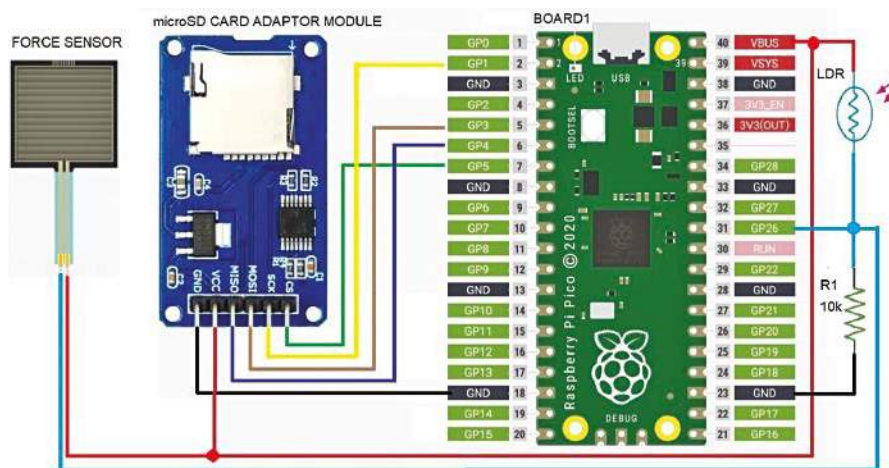 microSD CARD ADAPTOR MODULE
BOARD1
FORCE SENSOR
GP0 1
GP1 2
GND 3
GP2 4
GP3 5
GP4 6
GP5 7
GND 8
GP6 9
GP7 10
GP8 11
GP9 12
GND 13
GP10 14
GP11 15
GP12 16
GP13 17
GND 18
GP14 19
GP15 20
1
2
LED
USB
39
BOOTSEL
Raspberry Pi Pico © 2020
DEBUG
40 VBUS
39 VSYS
38 GND
37 3V3_EN
36 3V3(OUT)
35
34 GP28
33 GND
32 GP27
31 GP26
30 RUN
29 GP22
28 GND
27 GP21
26 GP20
25 GP19
24 GP18
23 GND
22 GP17
21 GP16
LDR
R1
10k
GND
VCC
MISO
MOSI
SCK
CS
C1